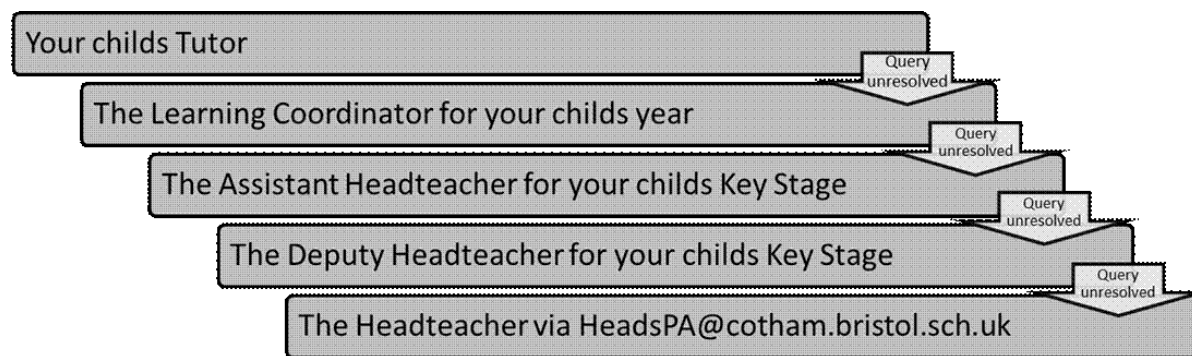 Your childs Tutor
Query
unresolved
The Learning Coordinator for your childs year
Query
unresolved
The Assistant Headteacher for your childs Key Stage
Query
unresolved
The Deputy Headteacher for your childs Key Stage
Query
unresolved
The Headteacher via HeadsPA@cotham.bristol.sch.uk